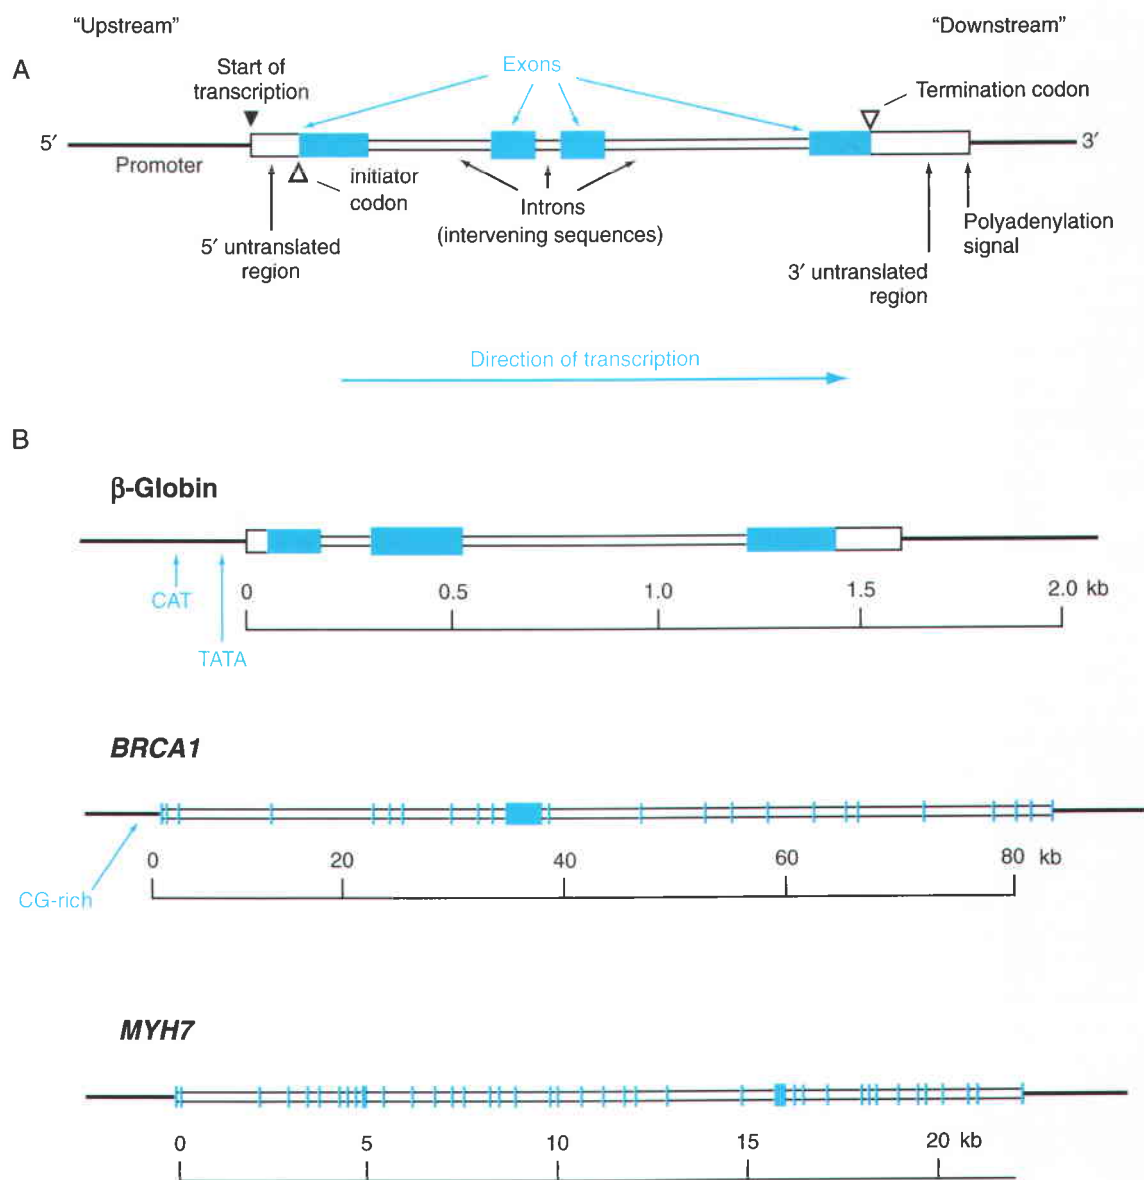 "Upstream"
"Downstream"
A
Start of
transcription
Exons
Termination codon
5′
3′
Promoter
initiator
codon
Introns
(intervening sequences)
5′ untranslated
region
3′ untranslated
region
Polyadenylation
signal
Direction of transcription
B
β-Globin
CAT
TATA
0 0.5 1.0 1.5 2.0 kb
BRCA1
CG-rich
0 20 40 60 80 kb
MYH7
0 5 10 15 20 kb